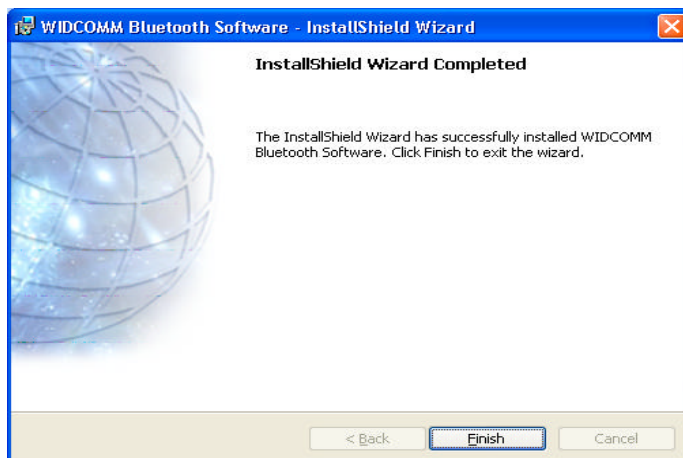 WIDCOMM Bluetooth Software - InstallShield Wizard
InstallShield Wizard Completed
The InstallShield Wizard has successfully installed WIDCOMM
Bluetooth Software. Click Finish to exit the wizard.
< Back
Finish
Cancel